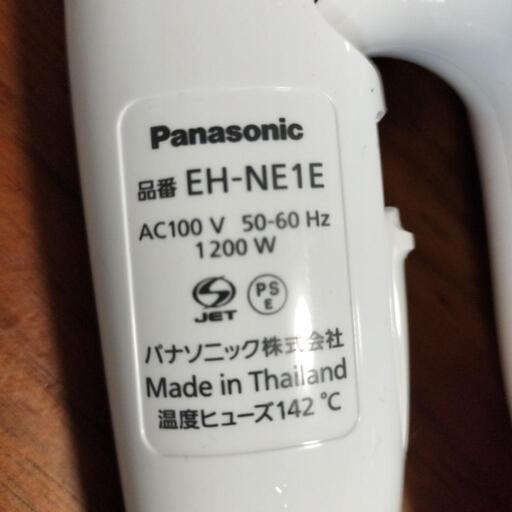 Panasonic
品番 EH-NE1E
AC100 V 50-60 Hz
1200 W
S JET PS E
パナソニック株式会社
Made in Thailand
温度ヒューズ142 ℃